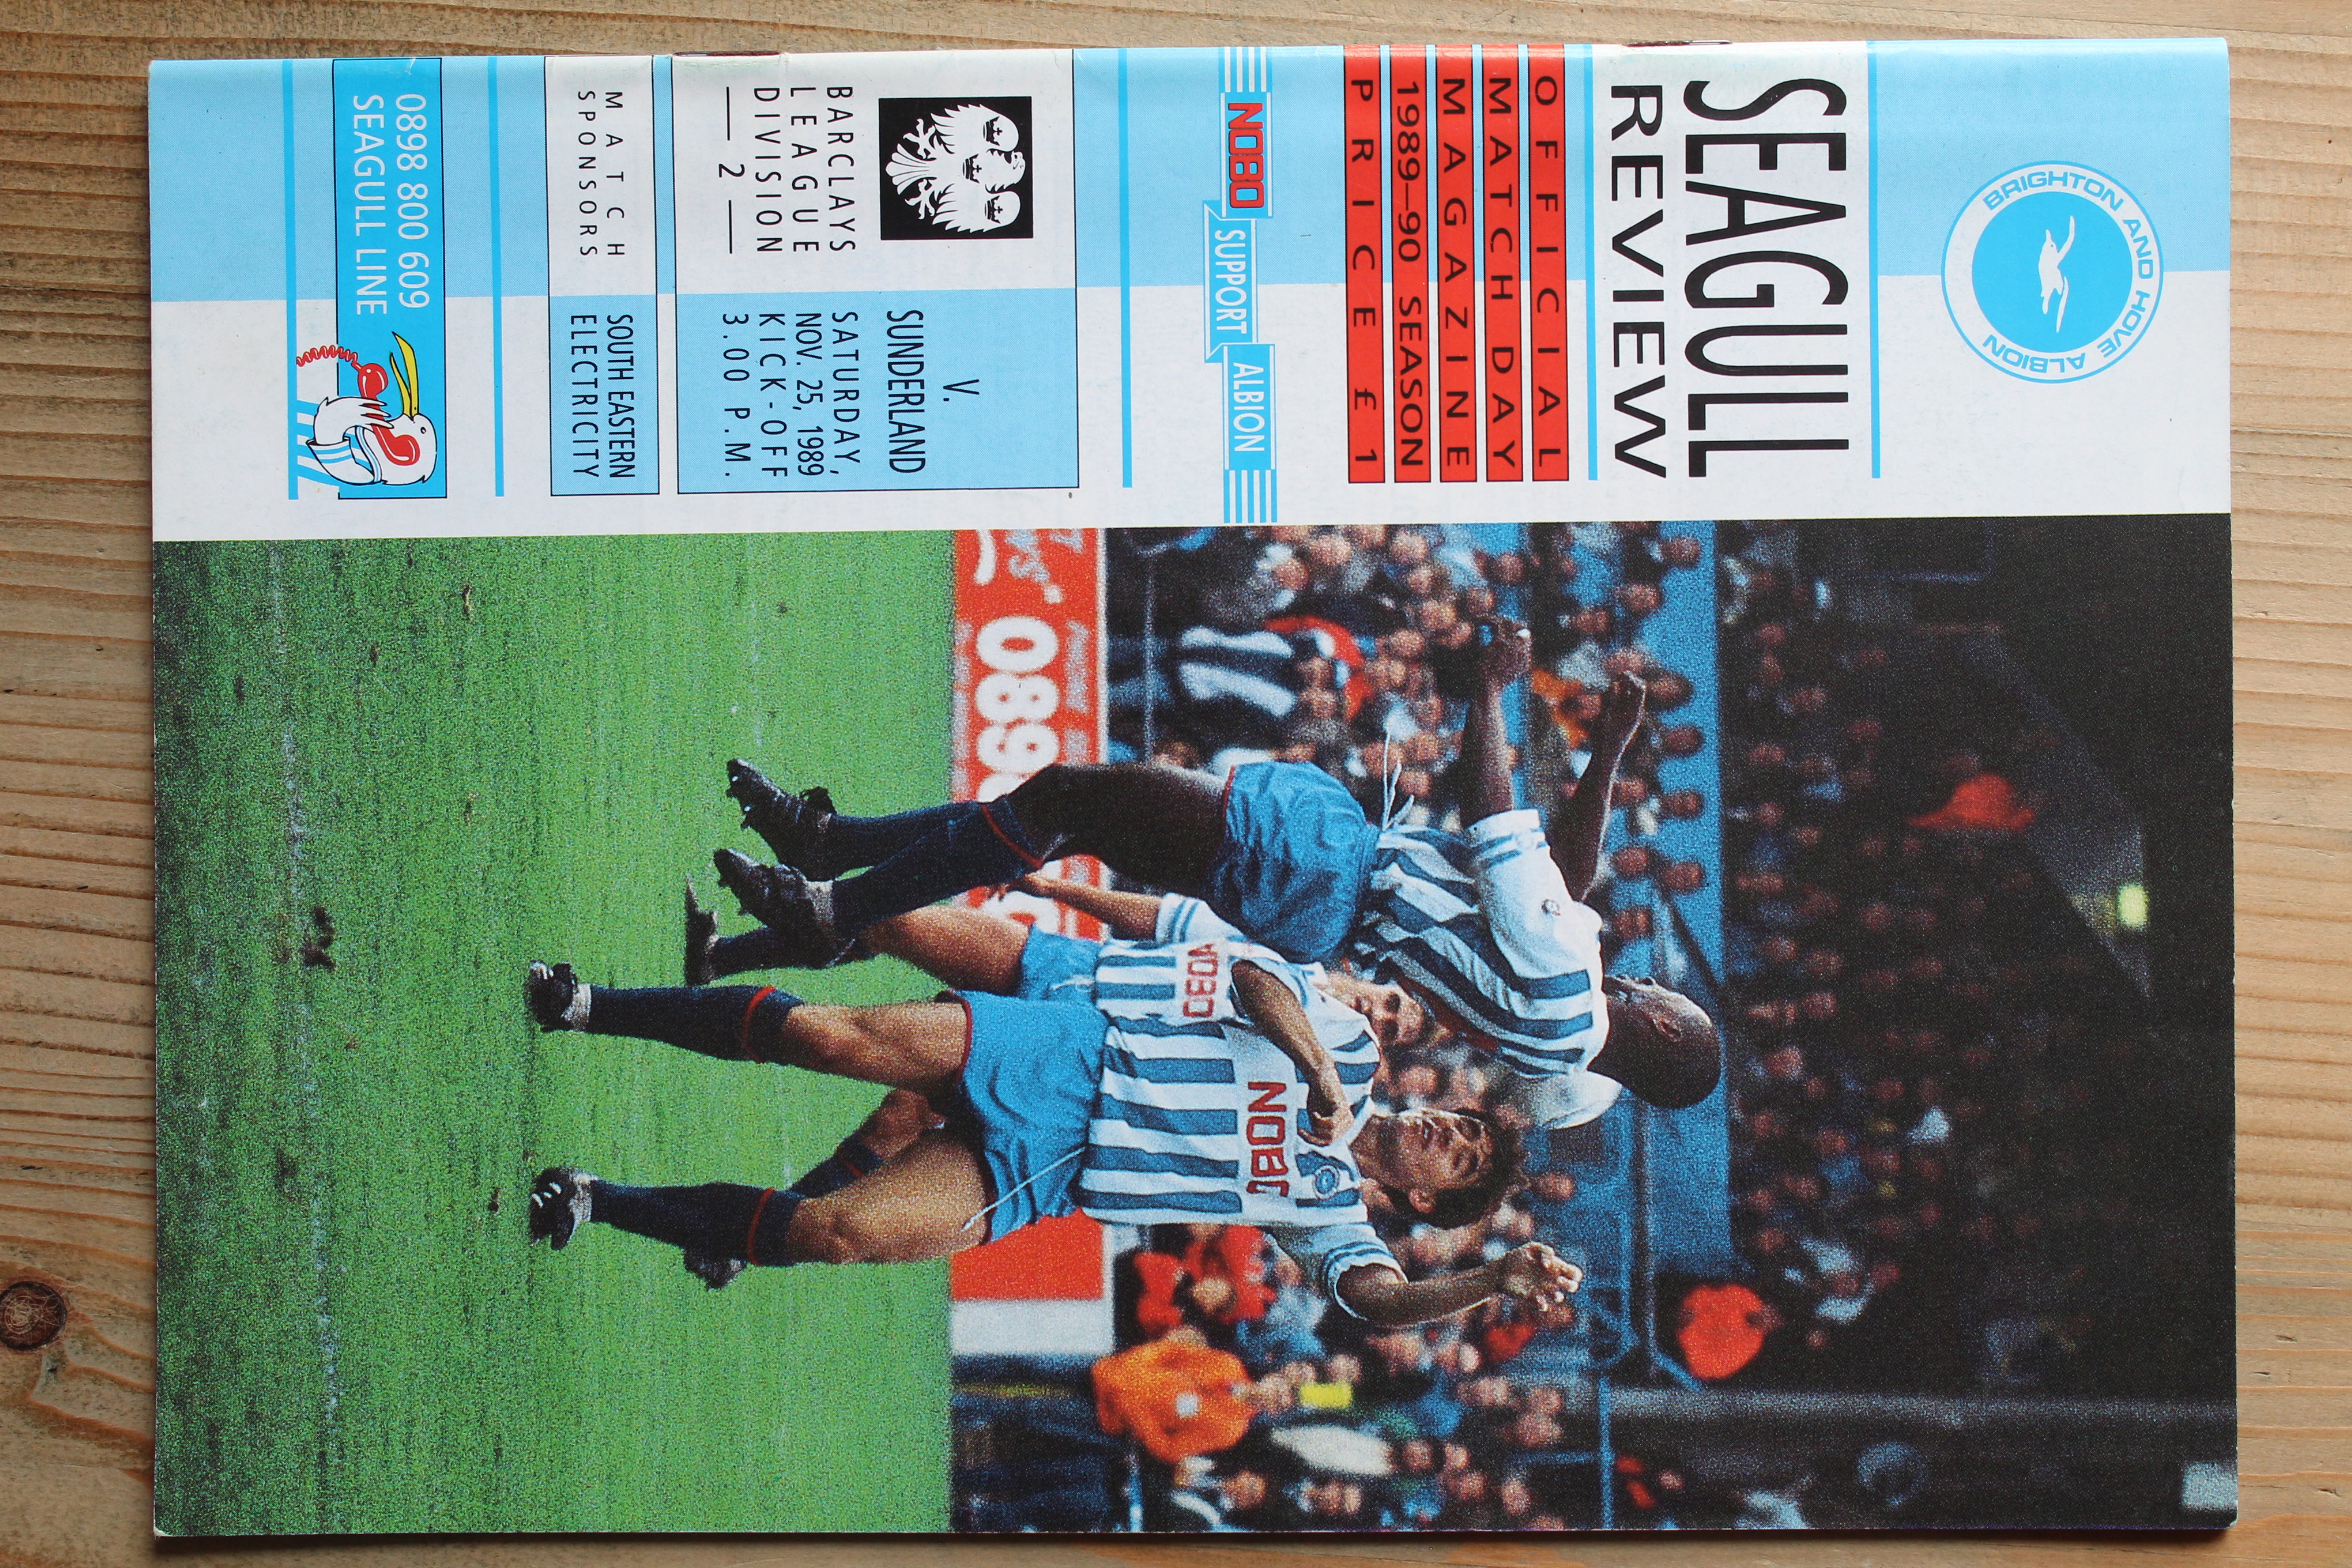 BRIGHTON AND HOVE ALBION
SEAGULL
REVIEW
OFFICIAL
MATCH DAY
MAGAZINE
1989–90 SEASON
PRICE £1
NOBO
SUPPORT
ALBION
V.
SUNDERLAND
BARCLAYS
LEAGUE
DIVISION
— 2 —
SATURDAY,
NOV. 25, 1989
KICK-OFF
3.00 P.M.
MATCH
SPONSORS
SOUTH EASTERN
ELECTRICITY
0898 800 609
SEAGULL LINE
089
NOBO
NOBO